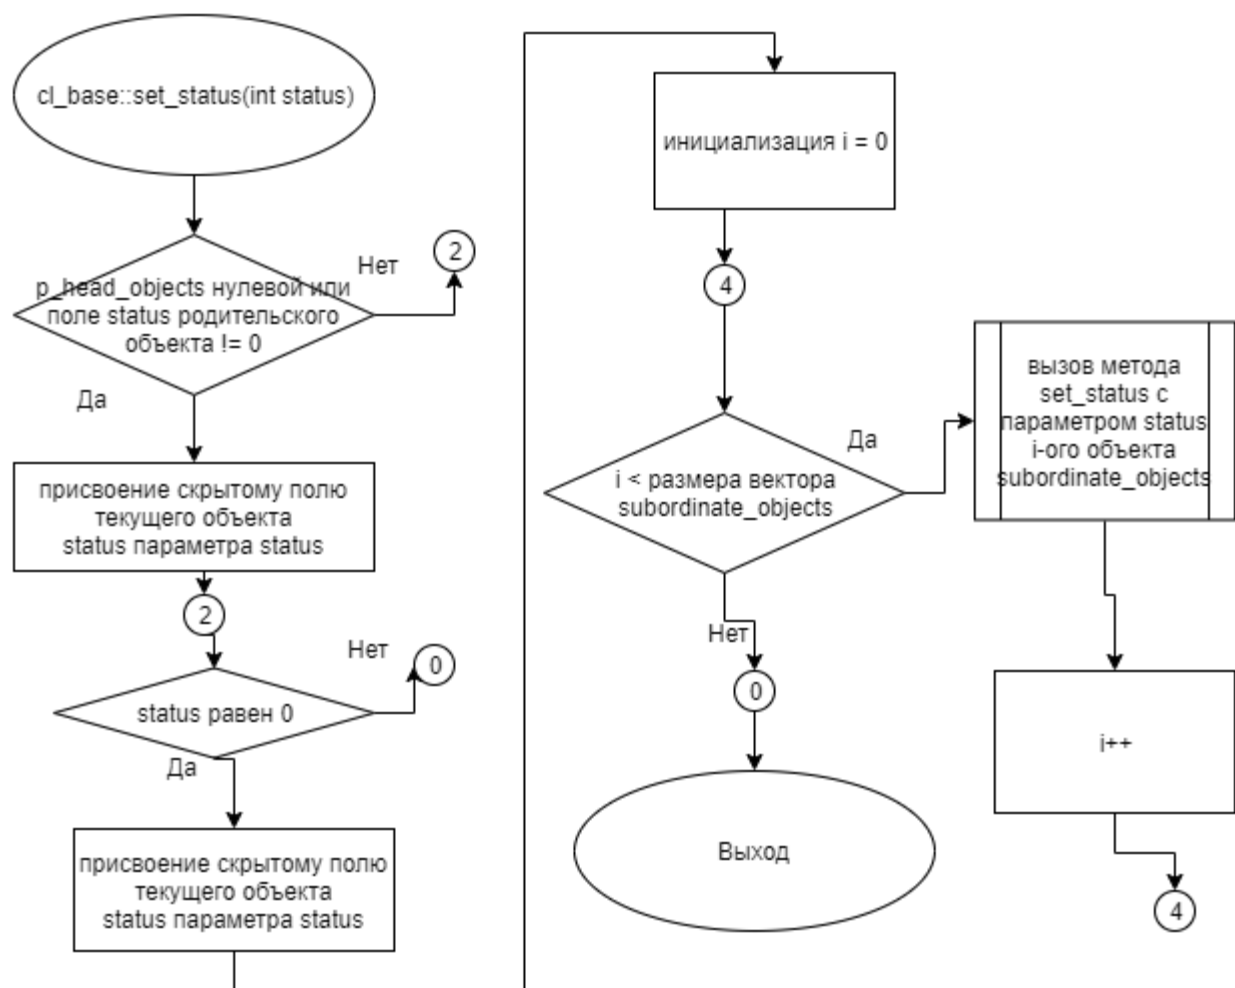 cl_base::set_status(int status)
Нет
2
p_head_objects нулевой или
поле status родительского
объекта != 0
Да
присвоение скрытому полю
текущего объекта
status параметра status
2
Нет
0
status равен 0
Да
присвоение скрытому полю
текущего объекта
status параметра status
инициализация i = 0
4
i < размера вектора
subordinate_objects
Да
вызов метода
set_status с
параметром status
i-ого объекта
subordinate_objects
Нет
0
Выход
i++
4